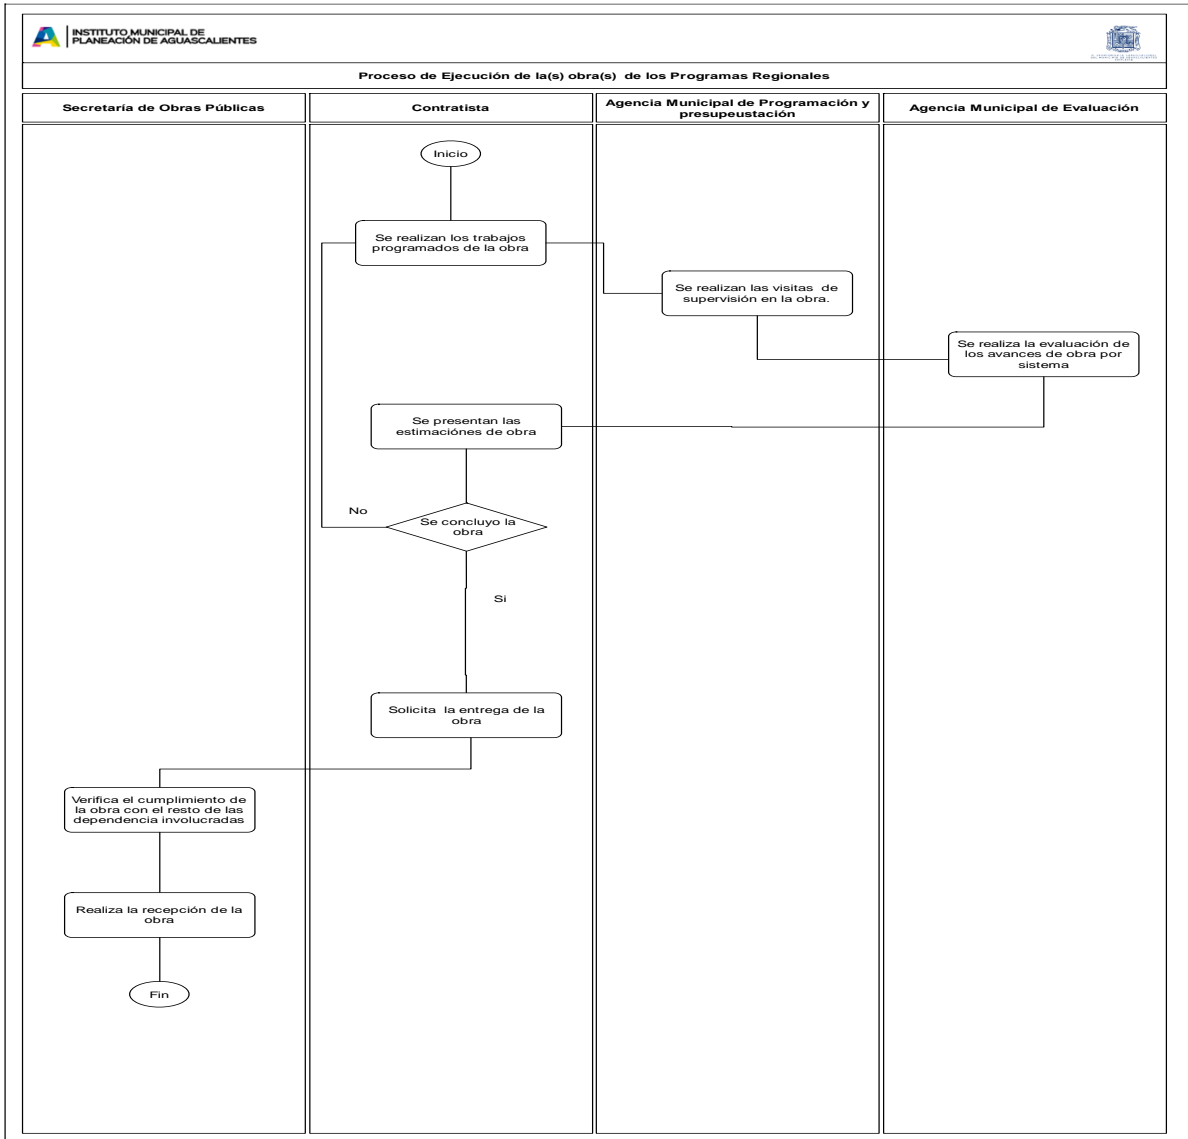 INSTITUTO MUNICIPAL DE
PLANEACIÓN DE AGUASCALIENTES
Proceso de Ejecución de la(s) obra(s) de los Programas Regionales
Secretaría de Obras Públicas
Contratista
Agencia Municipal de Programación y
presupeustación
Agencia Municipal de Evaluación
Inicio
Se realizan los trabajos
programados de la obra
Se realizan las visitas de
supervisión en la obra.
Se realiza la evaluación de
los avances de obra por
sistema
Se presentan las
estimaciónes de obra
No
Se concluyo la
obra
Si
Solicita la entrega de la
obra
Verifica el cumplimiento de
la obra con el resto de las
dependencia involucradas
Realiza la recepción de la
obra
Fin